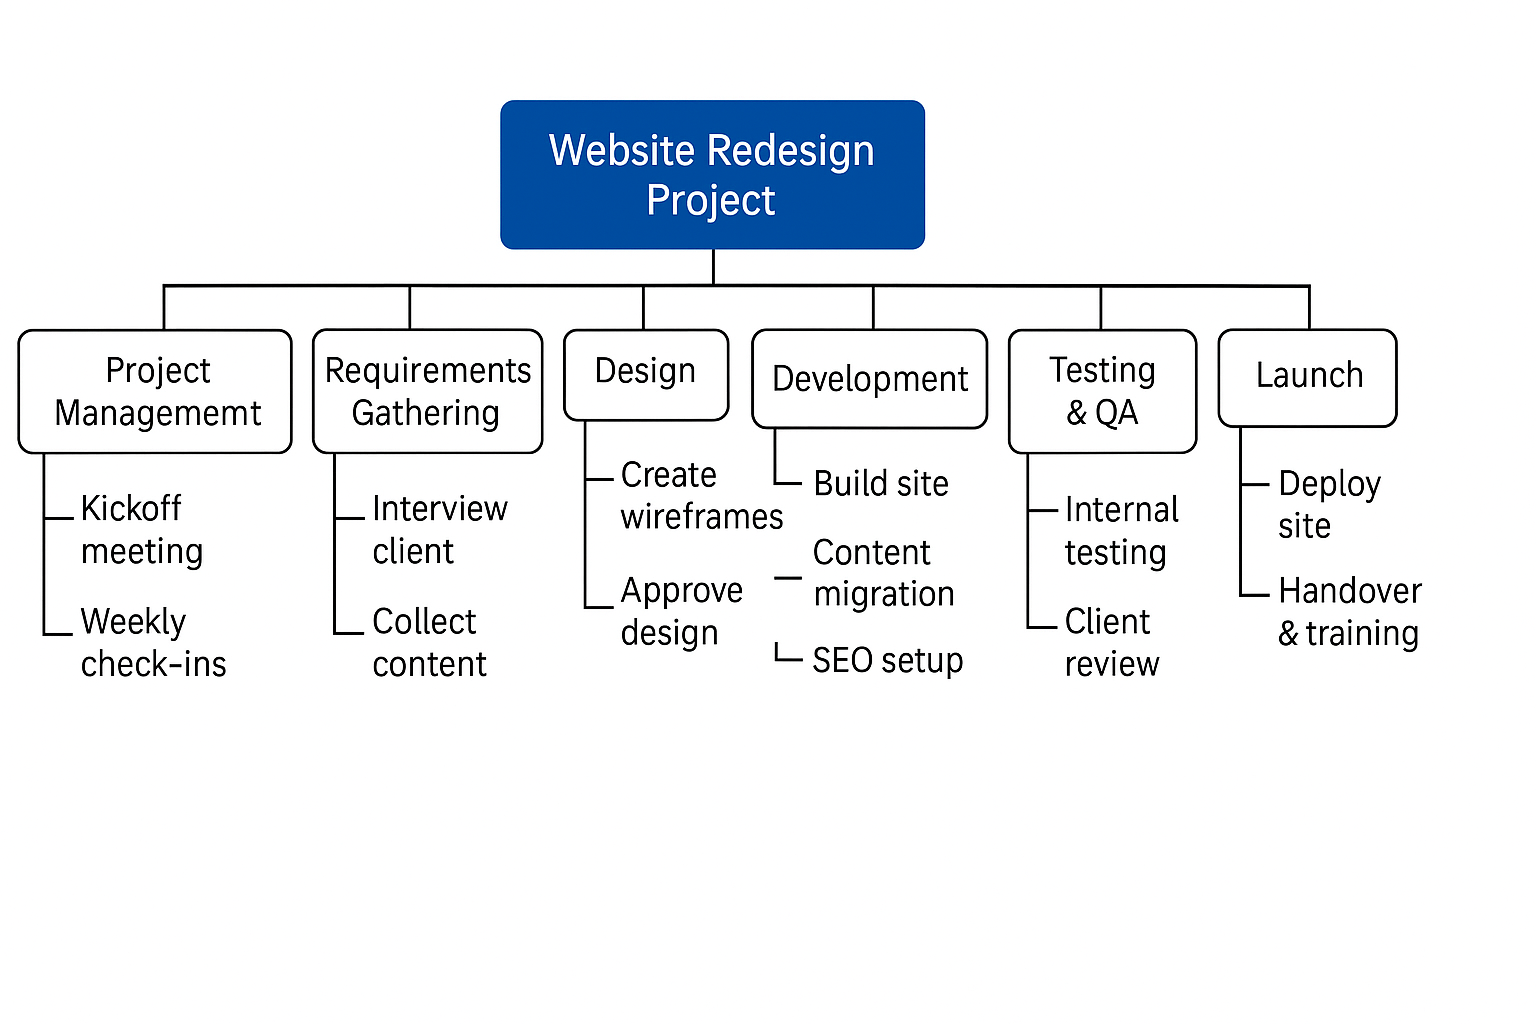 Website Redesign
Project
Project
Managememt
Kickoff
meeting
Weekly
check-ins
Requirements
Gathering
Interview
client
Collect
content
Design
Create
wireframes
Approve
design
Development
Build site
Content
migration
SEO setup
Testing
& QA
Internal
testing
Client
review
Launch
Deploy
site
Handover
& training